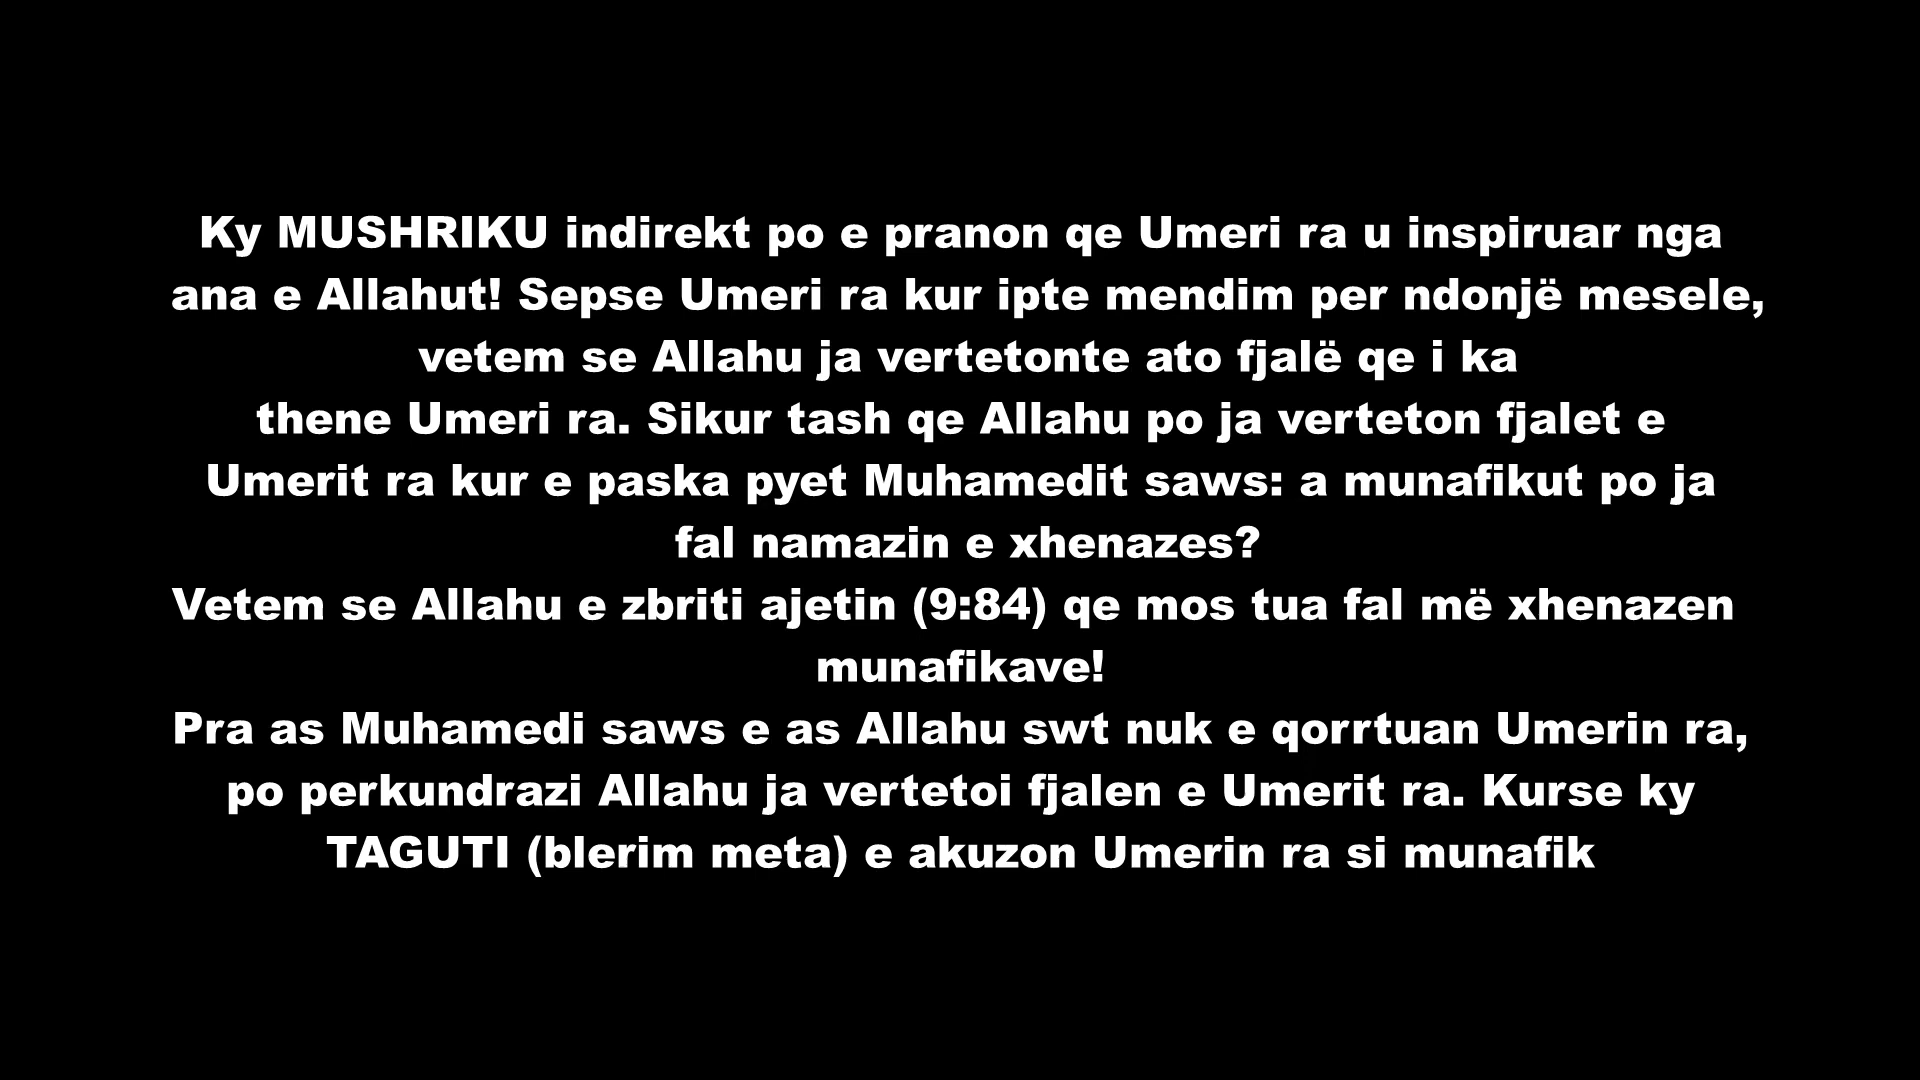 Ky MUSHRIKU indirekt po e pranon qe Umeri ra u inspiruar nga
ana e Allahut! Sepse Umeri ra kur ipte mendim per ndonjë mesele,
vetem se Allahu ja vertetonte ato fjalë qe i ka
thene Umeri ra. Sikur tash qe Allahu po ja verteton fjalet e
Umerit ra kur e paska pyet Muhamedit saws: a munafikut po ja
fal namazin e xhenazes?
Vetem se Allahu e zbriti ajetin (9:84) qe mos tua fal më xhenazen
munafikave!
Pra as Muhamedi saws e as Allahu swt nuk e qorrtuan Umerin ra,
po perkundrazi Allahu ja vertetoi fjalen e Umerit ra. Kurse ky
TAGUTI (blerim meta) e akuzon Umerin ra si munafik